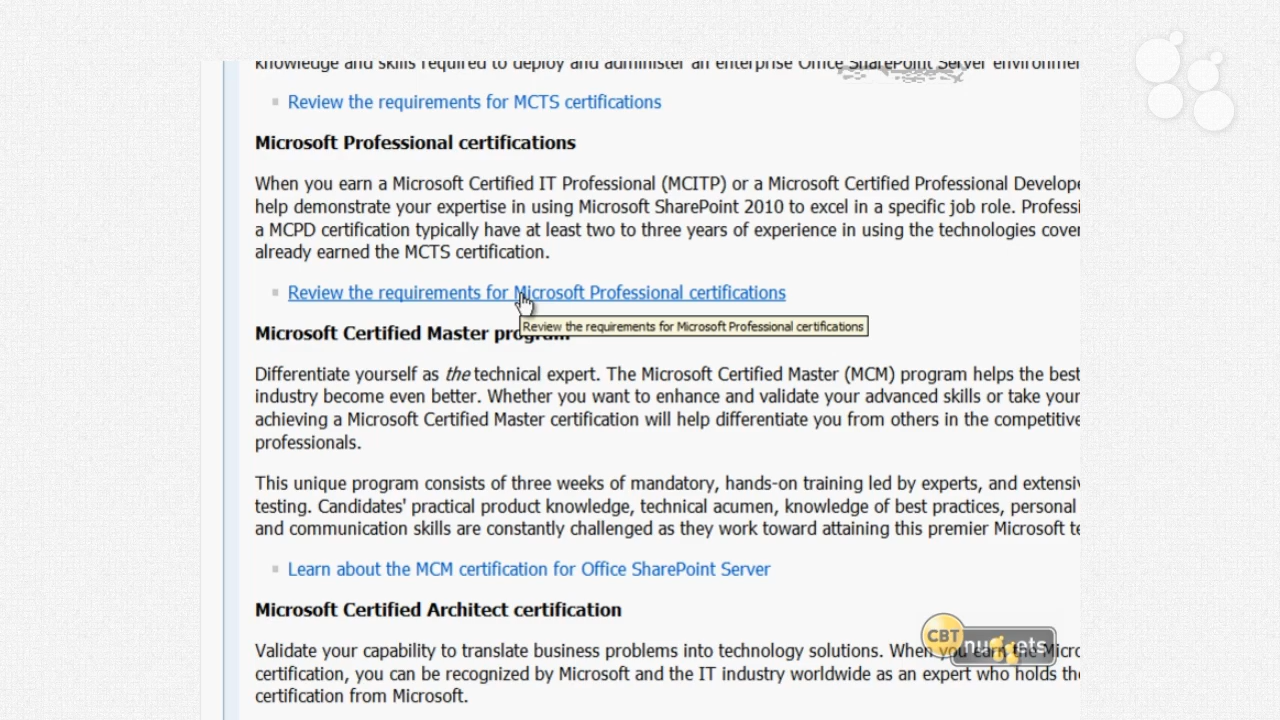 knowledge and skills required to deploy and administer an enterprise Office SharePoint Server environmen
Review the requirements for MCTS certifications
Microsoft Professional certifications
When you earn a Microsoft Certified IT Professional (MCITP) or a Microsoft Certified Professional Develope
help demonstrate your expertise in using Microsoft SharePoint 2010 to excel in a specific job role. Professi
a MCPD certification typically have at least two to three years of experience in using the technologies cover
already earned the MCTS certification.
Review the requirements for Microsoft Professional certifications
Review the requirements for Microsoft Professional certifications
Microsoft Certified Master program
Differentiate yourself as the technical expert. The Microsoft Certified Master (MCM) program helps the best
industry become even better. Whether you want to enhance and validate your advanced skills or take your
achieving a Microsoft Certified Master certification will help differentiate you from others in the competitive
professionals.
This unique program consists of three weeks of mandatory, hands-on training led by experts, and extensiv
testing. Candidates' practical product knowledge, technical acumen, knowledge of best practices, personal
and communication skills are constantly challenged as they work toward attaining this premier Microsoft te
Learn about the MCM certification for Office SharePoint Server
Microsoft Certified Architect certification
Validate your capability to translate business problems into technology solutions. When you earn the Micro
certification, you can be recognized by Microsoft and the IT industry worldwide as an expert who holds the
certification from Microsoft.
CBT nuggets